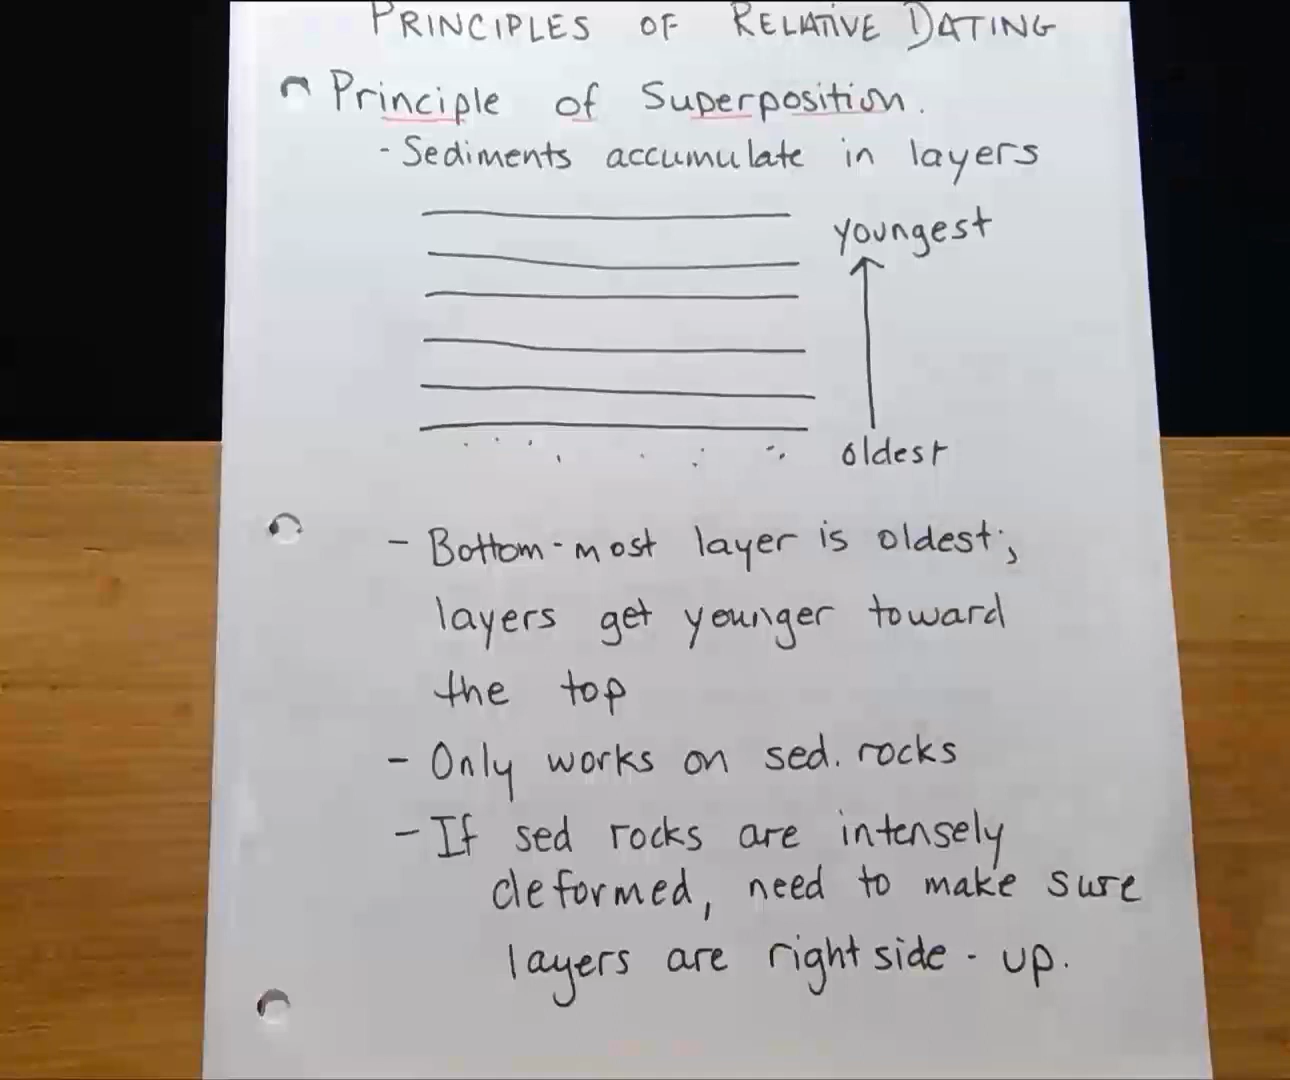 PRINCIPLES OF RELATIVE DATING
Principle of Superposition.
- Sediments accumulate in layers
youngest
oldest
- Bottom-most layer is oldest;
layers get younger toward
the top
- Only works on sed. rocks
- If sed rocks are intensely
deformed, need to make sure
layers are right side-up.